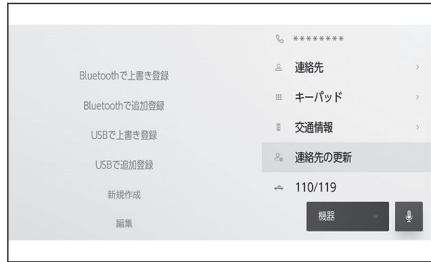 Bluetoothで上書き登録
Bluetoothで追加登録
USBで上書き登録
USBで追加登録
新規作成
編集
********
連絡先
キーパッド
交通情報
連絡先の更新
110/119
機器